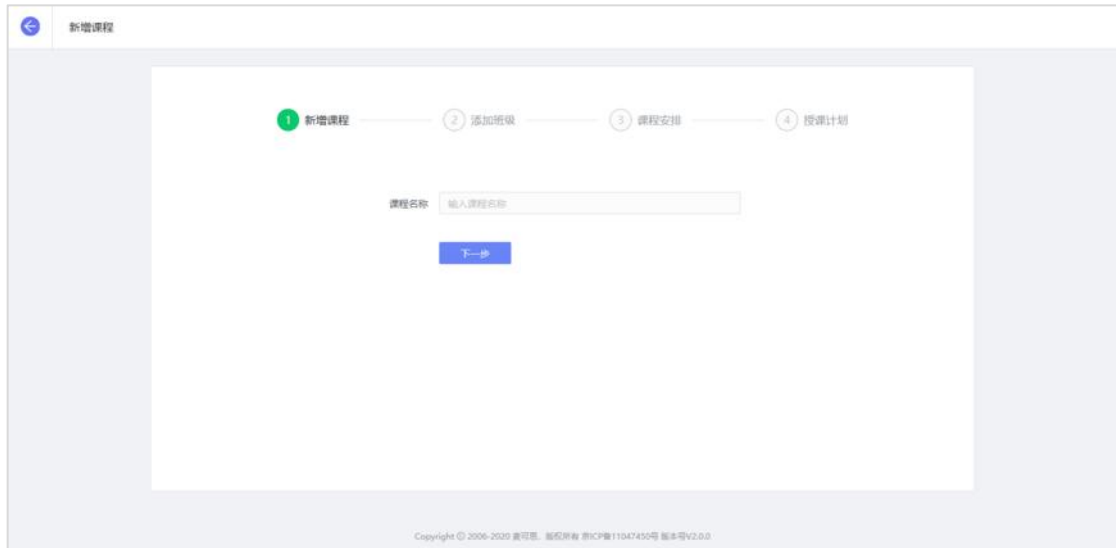 新增课程
1 新增课程 2 添加班级 3 课程安排 4 授课计划
课程名称 输入课程名称
下一步
Copyright © 2006-2020 麦可思, 版权所有 京ICP备11047450号 版本号V2.0.0